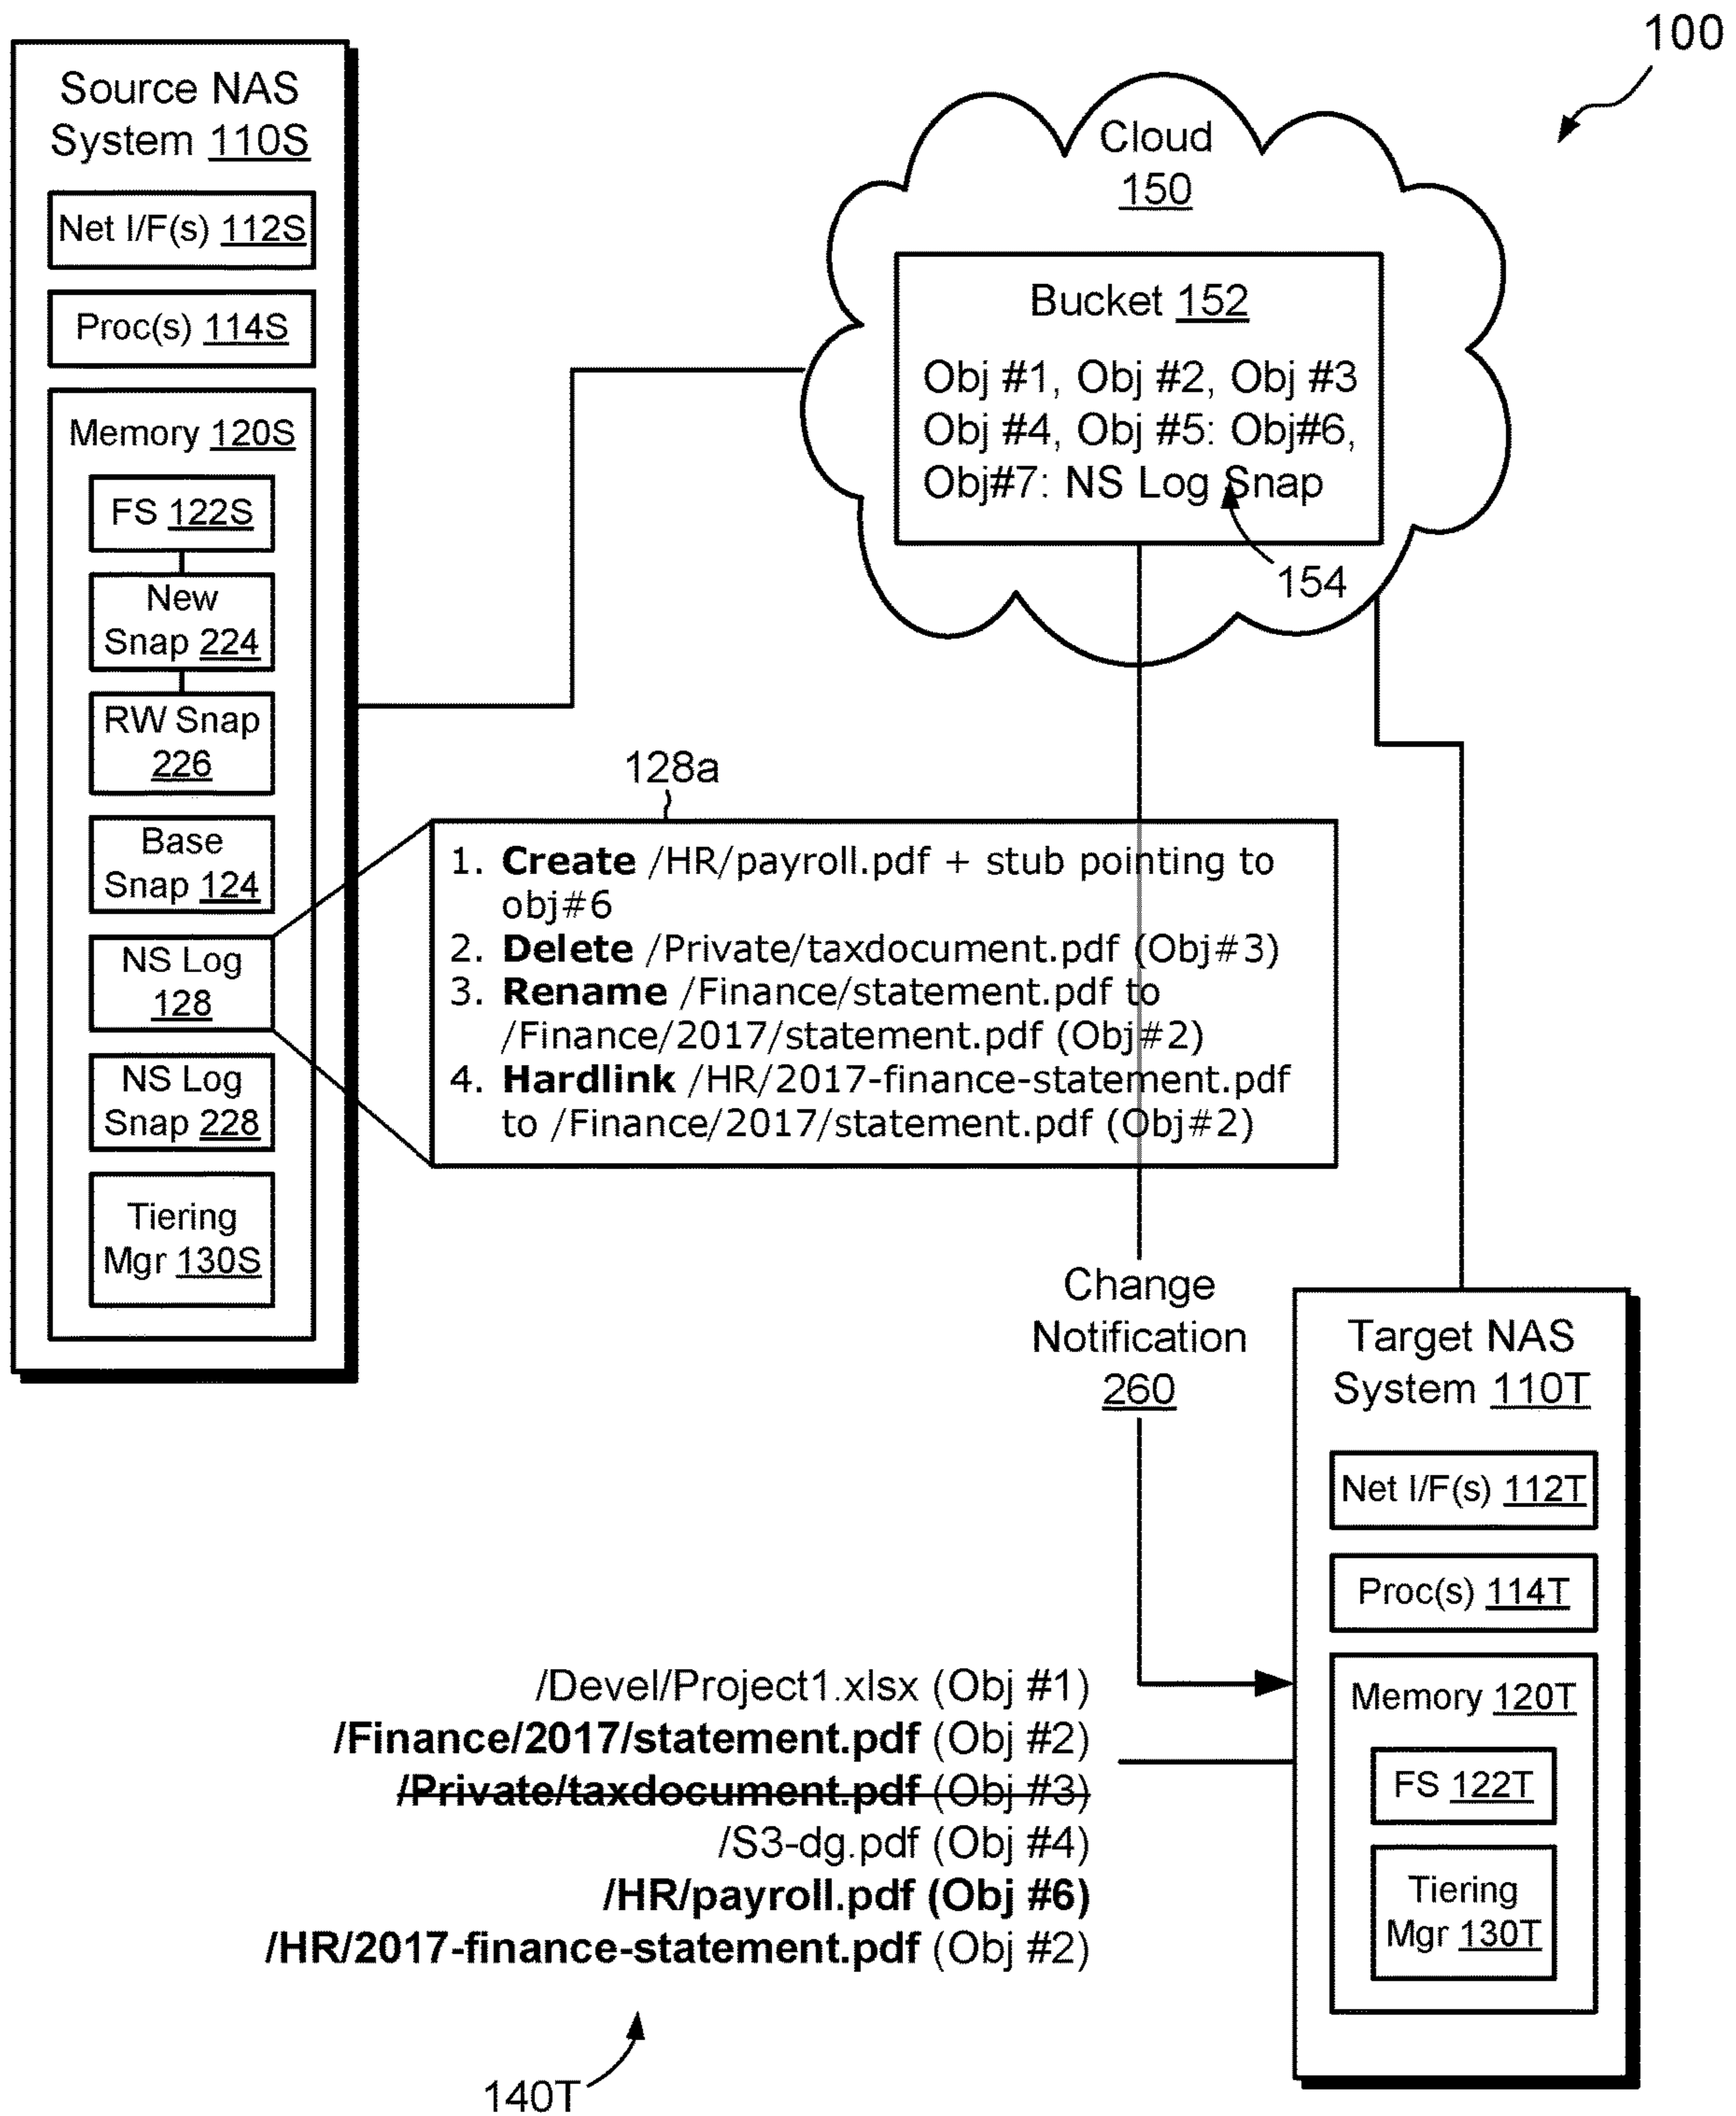 100
Source NAS
System 110S
Net I/F(s) 112S
Proc(s) 114S
Memory 120S
FS 122S
New
Snap 224
RW Snap
226
Base
Snap 124
NS Log
128
NS Log
Snap 228
Tiering
Mgr 130S
Cloud
150
Bucket 152
Obj #1, Obj #2, Obj #3
Obj #4, Obj #5: Obj#6,
Obj#7: NS Log Snap
154
128a
1. Create /HR/payroll.pdf + stub pointing to
obj#6
2. Delete /Private/taxdocument.pdf (Obj#3)
3. Rename /Finance/statement.pdf to
/Finance/2017/statement.pdf (Obj#2)
4. Hardlink /HR/2017-finance-statement.pdf
to /Finance/2017/statement.pdf (Obj#2)
Change
Notification
260
Target NAS
System 110T
Net I/F(s) 112T
Proc(s) 114T
Memory 120T
FS 122T
Tiering
Mgr 130T
/Devel/Project1.xlsx (Obj #1)
/Finance/2017/statement.pdf (Obj #2)
/Private/taxdocument.pdf (Obj #3)
/S3-dg.pdf (Obj #4)
/HR/payroll.pdf (Obj #6)
/HR/2017-finance-statement.pdf (Obj #2)
140T